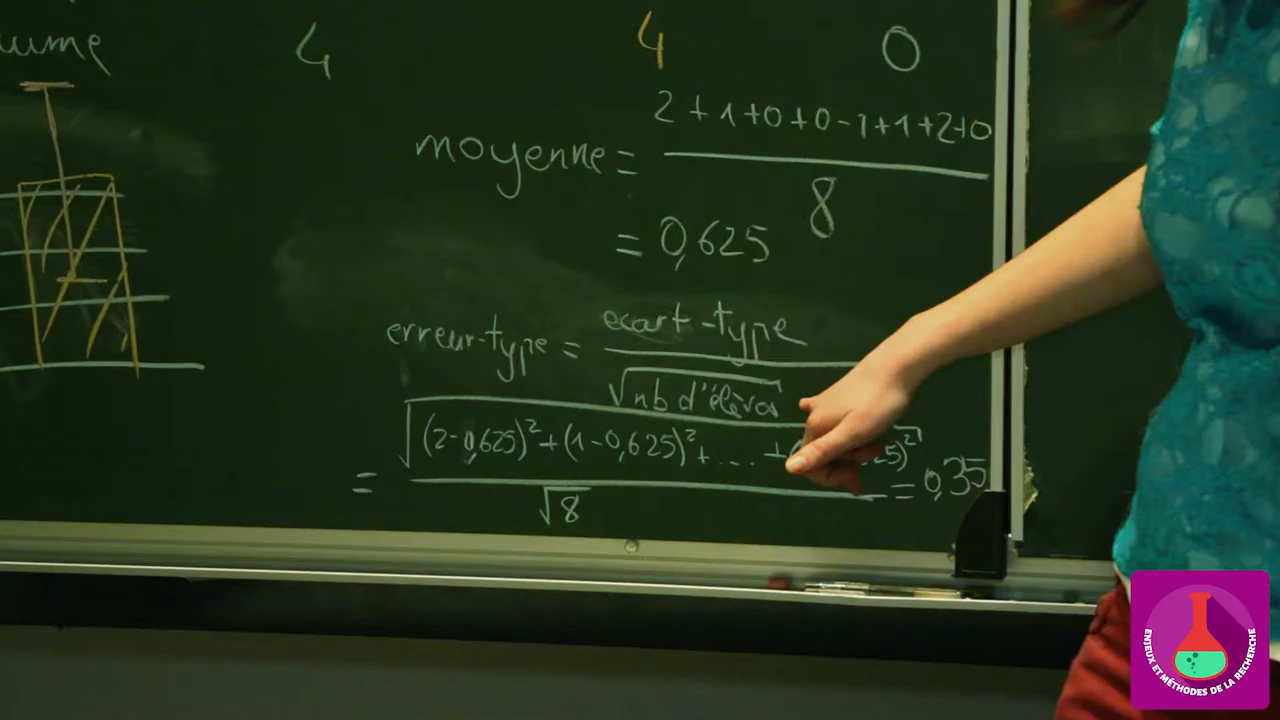 4 4 0
moyenne = 2 + 1 + 0 + 0 - 1 + 1 + 2 + 0
8
= 0,625
erreur-type = ecart-type
√nb d'élèves
= √(2-0,625)² + (1-0,625)² + .... + = 0,35
√8
ENJEUX ET MÉTHODES DE LA RECHERCHE